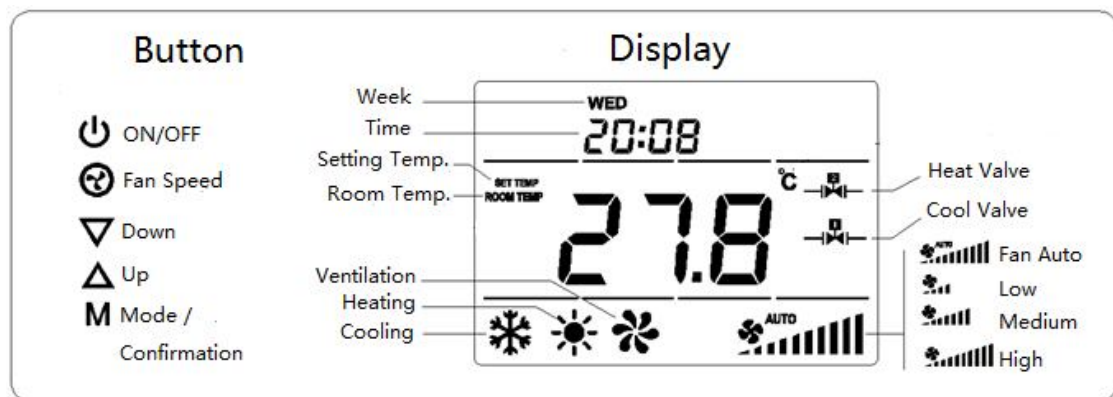 Button
ON/OFF
Fan Speed
Down
Up
M Mode /
Confirmation
Display
Week
Time
Setting Temp.
Room Temp.
Ventilation
Heating
Cooling
WED
20:08
SET TEMP
ROOM TEMP
27.8
°C
AUTO
Heat Valve
Cool Valve
AUTO
Fan Auto
Low
Medium
High